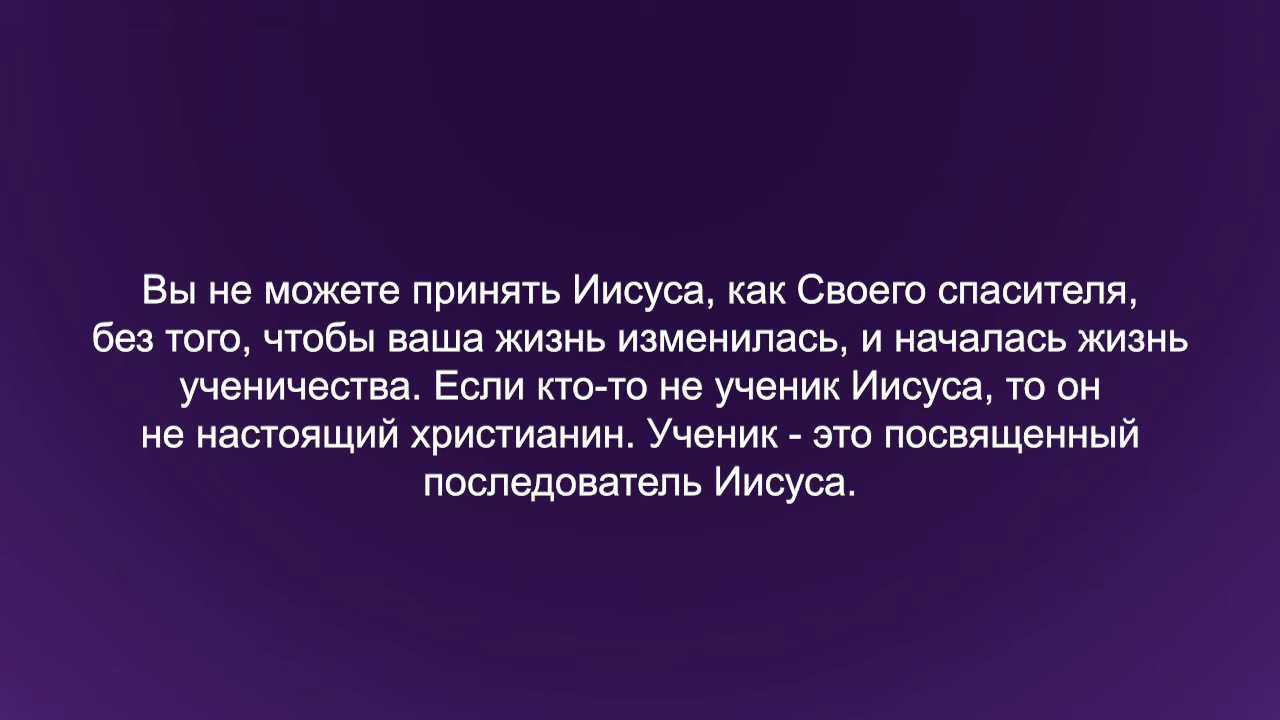 Вы не можете принять Иисуса, как Своего спасителя,
без того, чтобы ваша жизнь изменилась, и началась жизнь
ученичества. Если кто-то не ученик Иисуса, то он
не настоящий христианин. Ученик - это посвященный
последователь Иисуса.